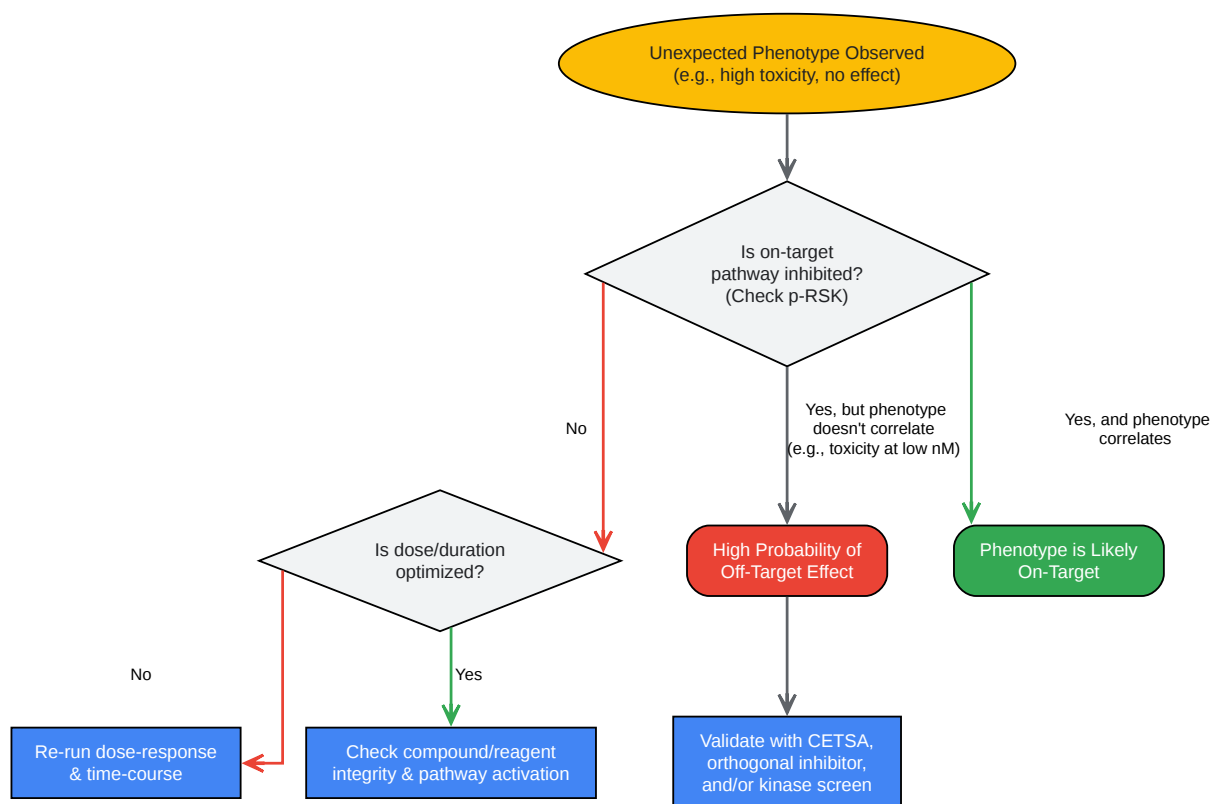 Unexpected Phenotype Observed
(e.g., high toxicity, no effect)
Is on-target
pathway inhibited?
(Check p-RSK)
No
Yes, but phenotype
doesn't correlate
(e.g., toxicity at low nM)
Yes, and phenotype
correlates
Is dose/duration
optimized?
High Probability of
Off-Target Effect
Phenotype is Likely
On-Target
No
Yes
Re-run dose-response
& time-course
Check compound/reagent
integrity & pathway activation
Validate with CETSA,
orthogonal inhibitor,
and/or kinase screen